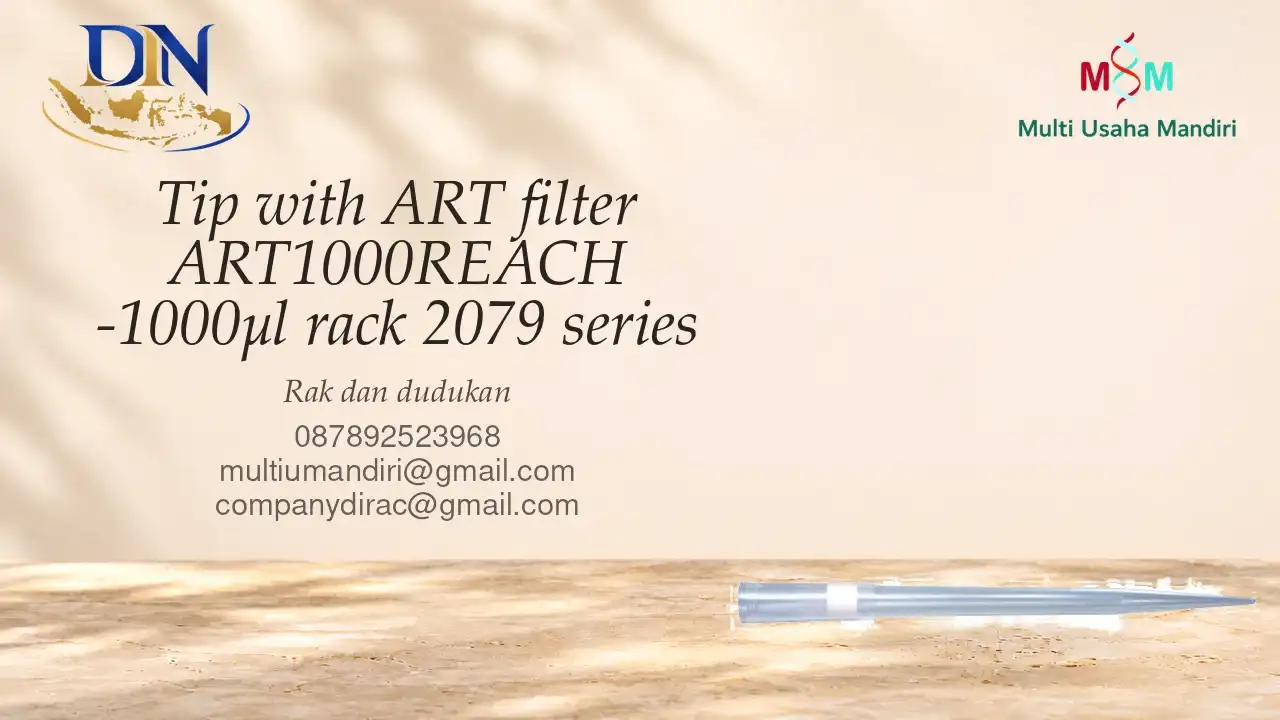 DN
M M
Multi Usaha Mandiri
Tip with ART filter
ART1000REACH
-1000µl rack 2079 series
Rak dan dudukan
087892523968
multiumandiri@gmail.com
companydirac@gmail.com